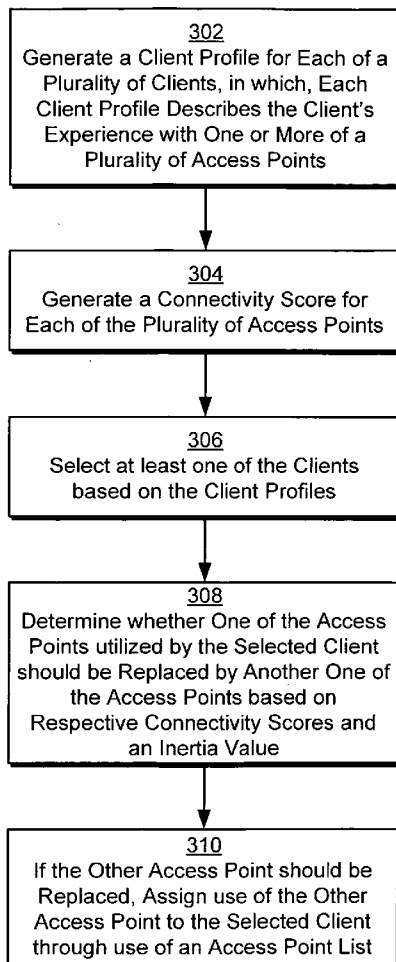 302
Generate a Client Profile for Each of a
Plurality of Clients, in which, Each
Client Profile Describes the Client's
Experience with One or More of a
Plurality of Access Points
304
Generate a Connectivity Score for
Each of the Plurality of Access Points
306
Select at least one of the Clients
based on the Client Profiles
308
Determine whether One of the Access
Points utilized by the Selected Client
should be Replaced by Another One of
the Access Points based on
Respective Connectivity Scores and
an Inertia Value
310
If the Other Access Point should be
Replaced, Assign use of the Other
Access Point to the Selected Client
through use of an Access Point List